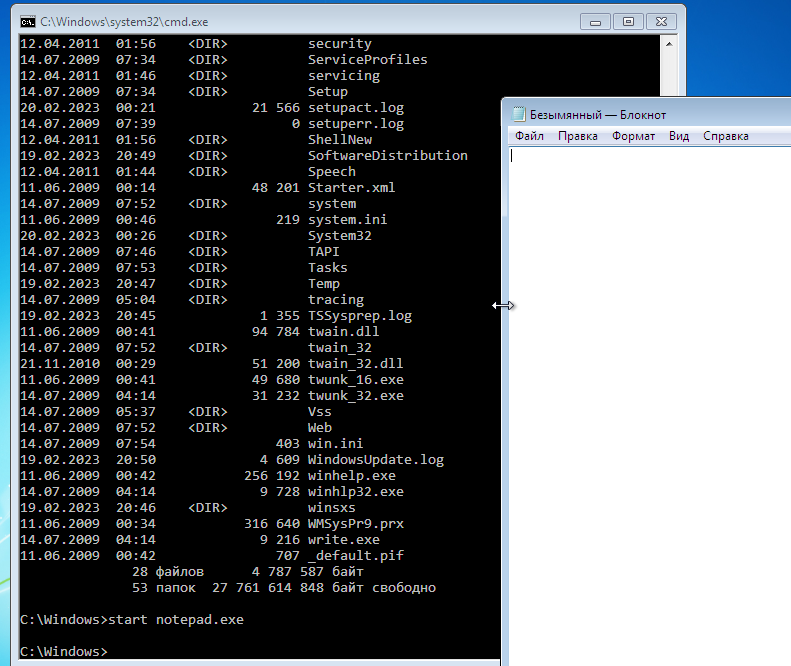 C:\Windows\system32\cmd.exe
12.04.2011  01:56    <DIR>          security
14.07.2009  07:34    <DIR>          ServiceProfiles
12.04.2011  01:46    <DIR>          servicing
14.07.2009  07:34    <DIR>          Setup
20.02.2023  00:21            21 566 setupact.log
14.07.2009  07:39                 0 setuperr.log
12.04.2011  01:56    <DIR>          ShellNew
19.02.2023  20:49    <DIR>          SoftwareDistribution
12.04.2011  01:44    <DIR>          Speech
11.06.2009  00:14            48 201 Starter.xml
14.07.2009  07:52    <DIR>          system
11.06.2009  00:46               219 system.ini
20.02.2023  00:26    <DIR>          System32
14.07.2009  07:46    <DIR>          TAPI
14.07.2009  07:53    <DIR>          Tasks
19.02.2023  20:47    <DIR>          Temp
14.07.2009  05:04    <DIR>          tracing
19.02.2023  20:45             1 355 TSSysprep.log
11.06.2009  00:41            94 784 twain.dll
14.07.2009  07:52    <DIR>          twain_32
21.11.2010  00:29            51 200 twain_32.dll
11.06.2009  00:41            49 680 twunk_16.exe
14.07.2009  04:14            31 232 twunk_32.exe
14.07.2009  05:37    <DIR>          Vss
14.07.2009  07:52    <DIR>          Web
14.07.2009  07:54               403 win.ini
19.02.2023  20:50             4 609 WindowsUpdate.log
11.06.2009  00:42           256 192 winhelp.exe
14.07.2009  04:14             9 728 winhlp32.exe
19.02.2023  20:46    <DIR>          winsxs
11.06.2009  00:34           316 640 WMSysPr9.prx
14.07.2009  04:14             9 216 write.exe
11.06.2009  00:42               707 _default.pif
28 файлов      4 787 587 байт
53 папок  27 761 614 848 байт свободно
C:\Windows>start notepad.exe
C:\Windows>
Безымянный — Блокнот
Файл Правка Формат Вид Справка